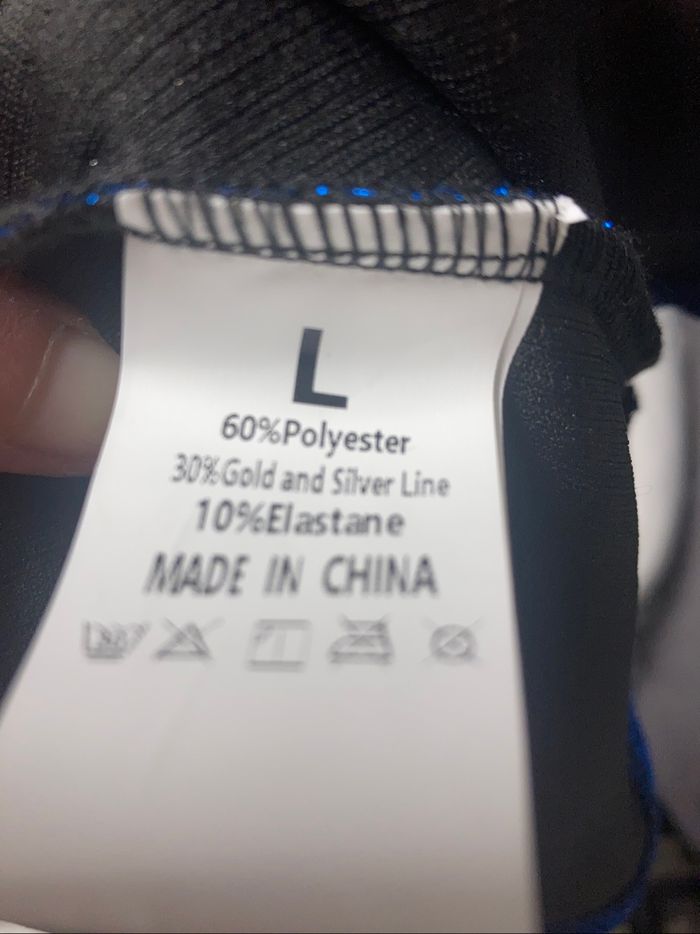 L
60%Polyester
30%Gold and Silver Line
10%Elastane
MADE IN CHINA